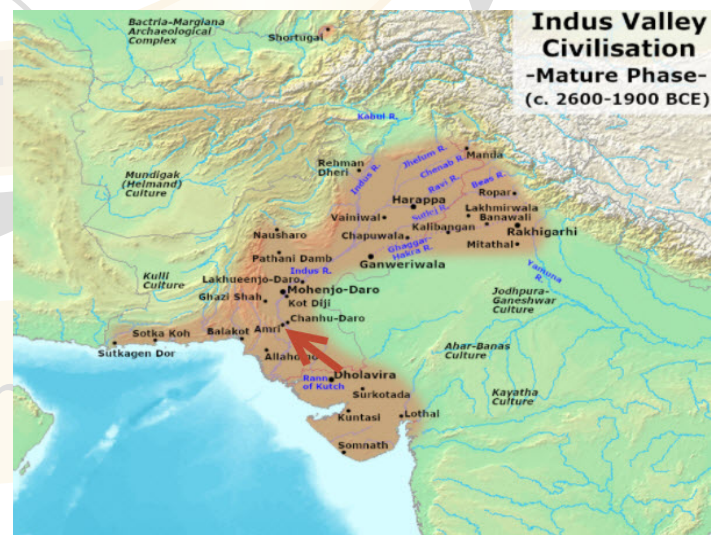 Indus Valley
Civilisation
-Mature Phase-
(c. 2600-1900 BCE)
Bactria-Margiana
Archaeological
Complex
Shortugai
Kabul R.
Mundigak
(Helmand)
Culture
Rehman
Dheri
Indus R.
Jhelum R.
Manda
Chenab R.
Ravi R.
Beas R.
Ropar
Harappa
Sutlej R.
Lakhmirwala
Banawali
Vainiwal
Kalibangan
Rakhigarhi
Chapuwala
Mitathal
Nausharo
Ghaggar-
Hakra R.
Pathani Damb
Ganweriwala
Yamuna R.
Kulli
Culture
Indus R.
Lakhueenjo-Daro
Mohenjo-Daro
Ghazi Shah
Kot Diji
Jodhpura-
Ganeshwar
Culture
Chanhu-Daro
Amri
Sotka Koh
Balakot
Sutkagen Dor
Ahar-Banas
Culture
Rann
of Kutch
Dholavira
Surkotada
Kayatha
Culture
Kuntasi
Lothal
Somnath